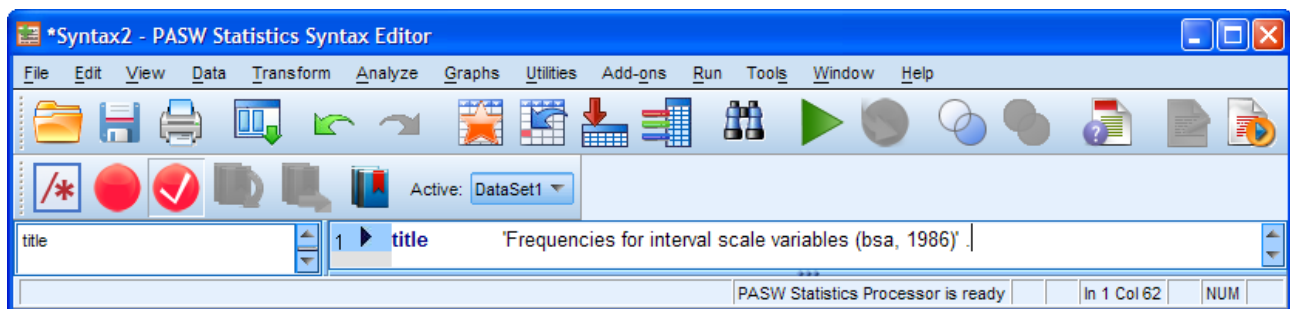 *Syntax2 - PASW Statistics Syntax Editor
File Edit View Data Transform Analyze Graphs Utilities Add-ons Run Tools Window Help
/* Active: DataSet1
title 1 title 'Frequencies for interval scale variables (bsa, 1986)' .
PASW Statistics Processor is ready In 1 Col 62 NUM